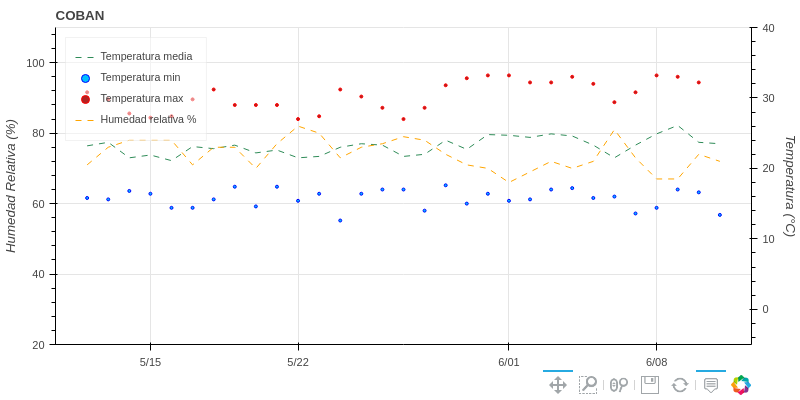 COBAN
Temperatura media
Temperatura min
Temperatura max
Humedad relativa %
Humedad Relativa (%)
100
80
60
40
20
40
30
20
10
0
Temperatura (°C)
5/15
5/22
6/01
6/08